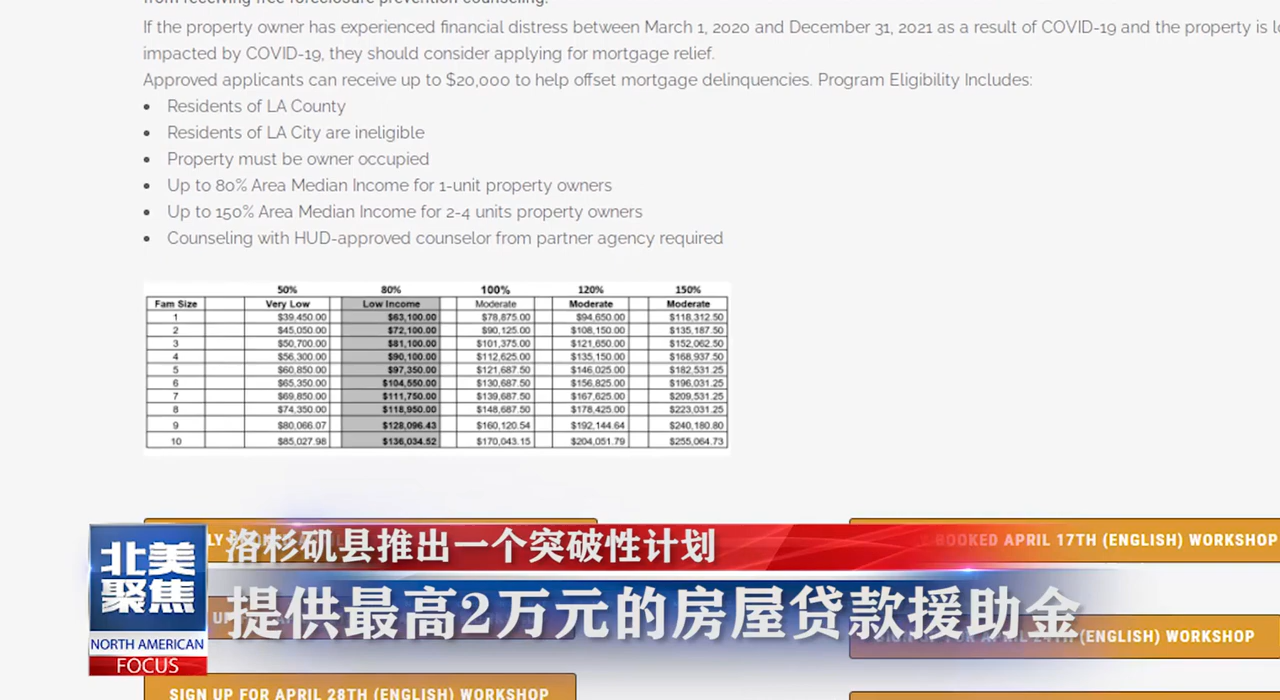 from receiving free foreclosure prevention counseling.
If the property owner has experienced financial distress between March 1, 2020 and December 31, 2021 as a result of COVID-19 and the property is
impacted by COVID-19, they should consider applying for mortgage relief.
Approved applicants can receive up to $20,000 to help offset mortgage delinquencies. Program Eligibility Includes:
• Residents of LA County
• Residents of LA City are ineligible
• Property must be owner occupied
• Up to 80% Area Median Income for 1-unit property owners
• Up to 150% Area Median Income for 2-4 units property owners
• Counseling with HUD-approved counselor from partner agency required
50% 80% 100% 120% 150%
Fam Size Very Low Low Income Moderate Moderate Moderate
1 $39,450.00 $63,100.00 $78,875.00 $94,650.00 $118,312.50
2 $45,050.00 $72,100.00 $90,125.00 $108,150.00 $135,187.50
3 $50,700.00 $81,100.00 $101,375.00 $121,650.00 $152,062.50
4 $56,300.00 $90,100.00 $112,625.00 $135,150.00 $168,937.50
5 $60,850.00 $97,350.00 $121,687.50 $146,025.00 $182,531.25
6 $65,350.00 $104,550.00 $130,687.50 $156,825.00 $196,031.25
7 $69,850.00 $111,750.00 $139,687.50 $167,625.00 $209,531.25
8 $74,350.00 $118,950.00 $148,687.50 $178,425.00 $223,031.25
9 $80,066.07 $128,096.43 $160,120.54 $192,144.64 $240,180.80
10 $85,027.98 $136,034.52 $170,043.15 $204,051.79 $255,064.73
BOOKED APRIL 17TH (ENGLISH) WORKSHOP
洛杉矶县推出一个突破性计划
北美
聚焦
提供最高2万元的房屋贷款援助金
(ENGLISH) WORKSHOP
NORTH AMERICAN
FOCUS
SIGN UP FOR APRIL 28TH (ENGLISH) WORKSHOP